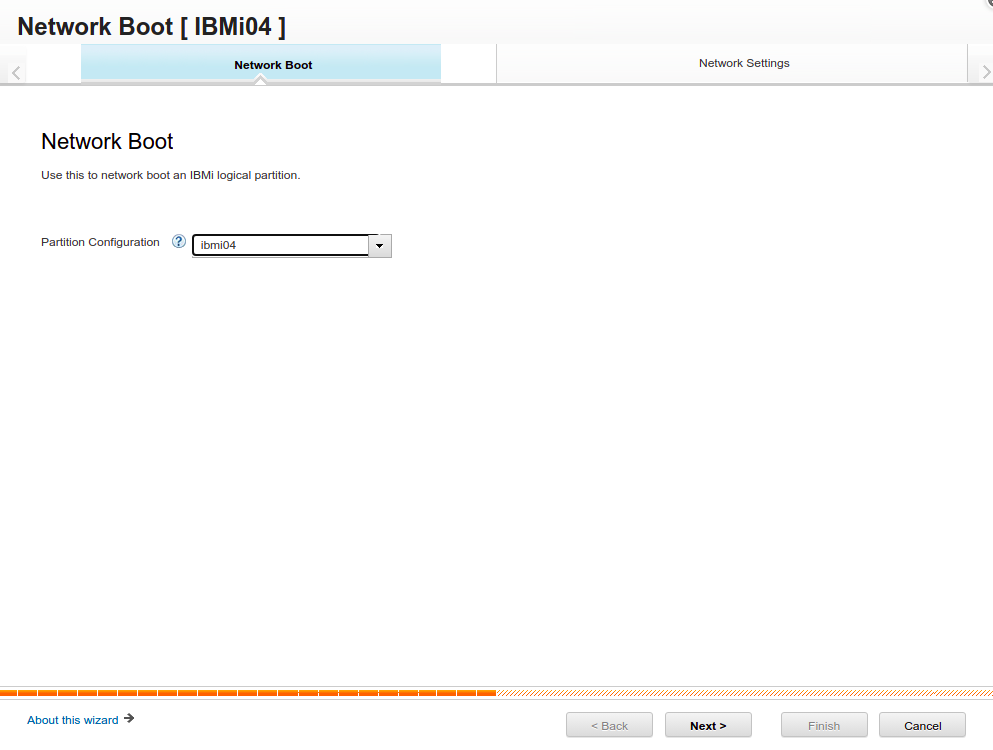 Network Boot [ IBMi04 ]
Network Boot
Network Settings
Network Boot
Use this to network boot an IBMi logical partition.
Partition Configuration ? ibmi04
About this wizard
< Back
Next >
Finish
Cancel